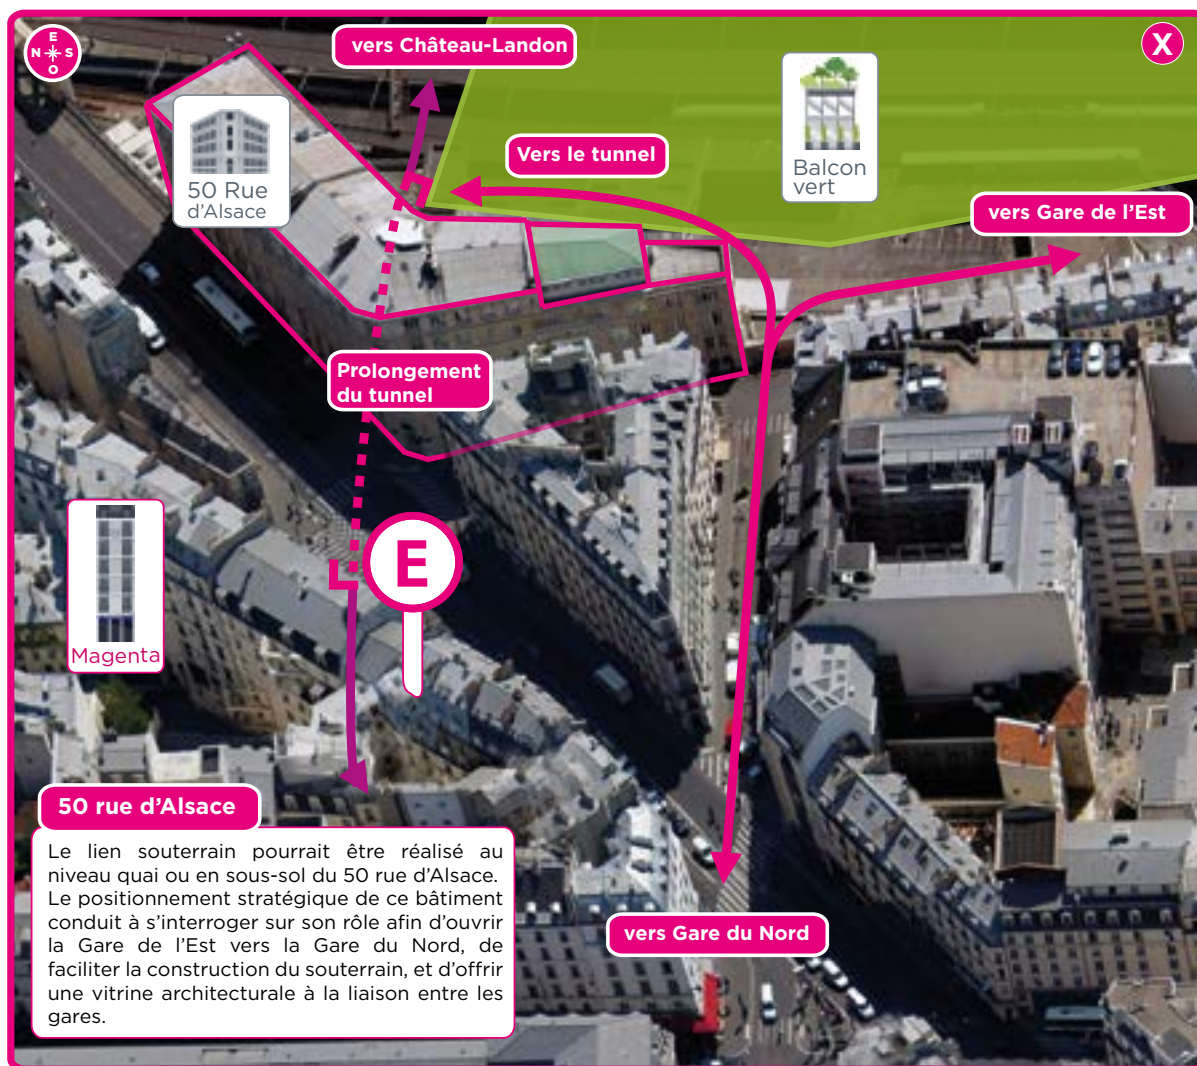 E
N S
O
vers Château-Landon
X
50 Rue
d'Alsace
Vers le tunnel
Balcon
vert
vers Gare de l'Est
Prolongement
du tunnel
E
Magenta
50 rue d'Alsace
Le lien souterrain pourrait être réalisé au
niveau quai ou en sous-sol du 50 rue d'Alsace.
Le positionnement stratégique de ce bâtiment
conduit à s'interroger sur son rôle afin d'ouvrir
la Gare de l'Est vers la Gare du Nord, de
faciliter la construction du souterrain, et d'offrir
une vitrine architecturale à la liaison entre les
gares.
vers Gare du Nord